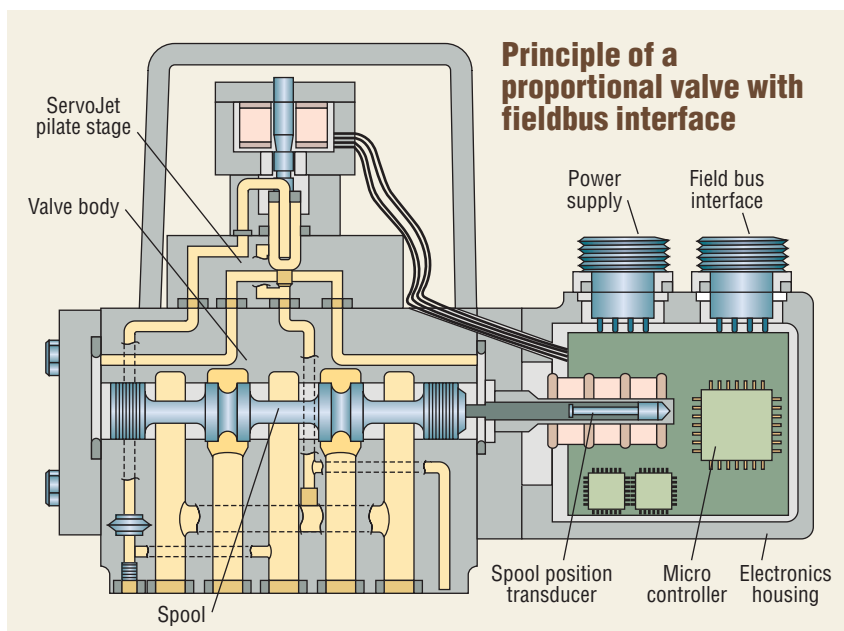 Principle of a
proportional valve with
fieldbus interface
ServoJet
pilate stage
Valve body
Power
supply
Field bus
interface
Spool
Spool position
transducer
Micro
controller
Electronics
housing